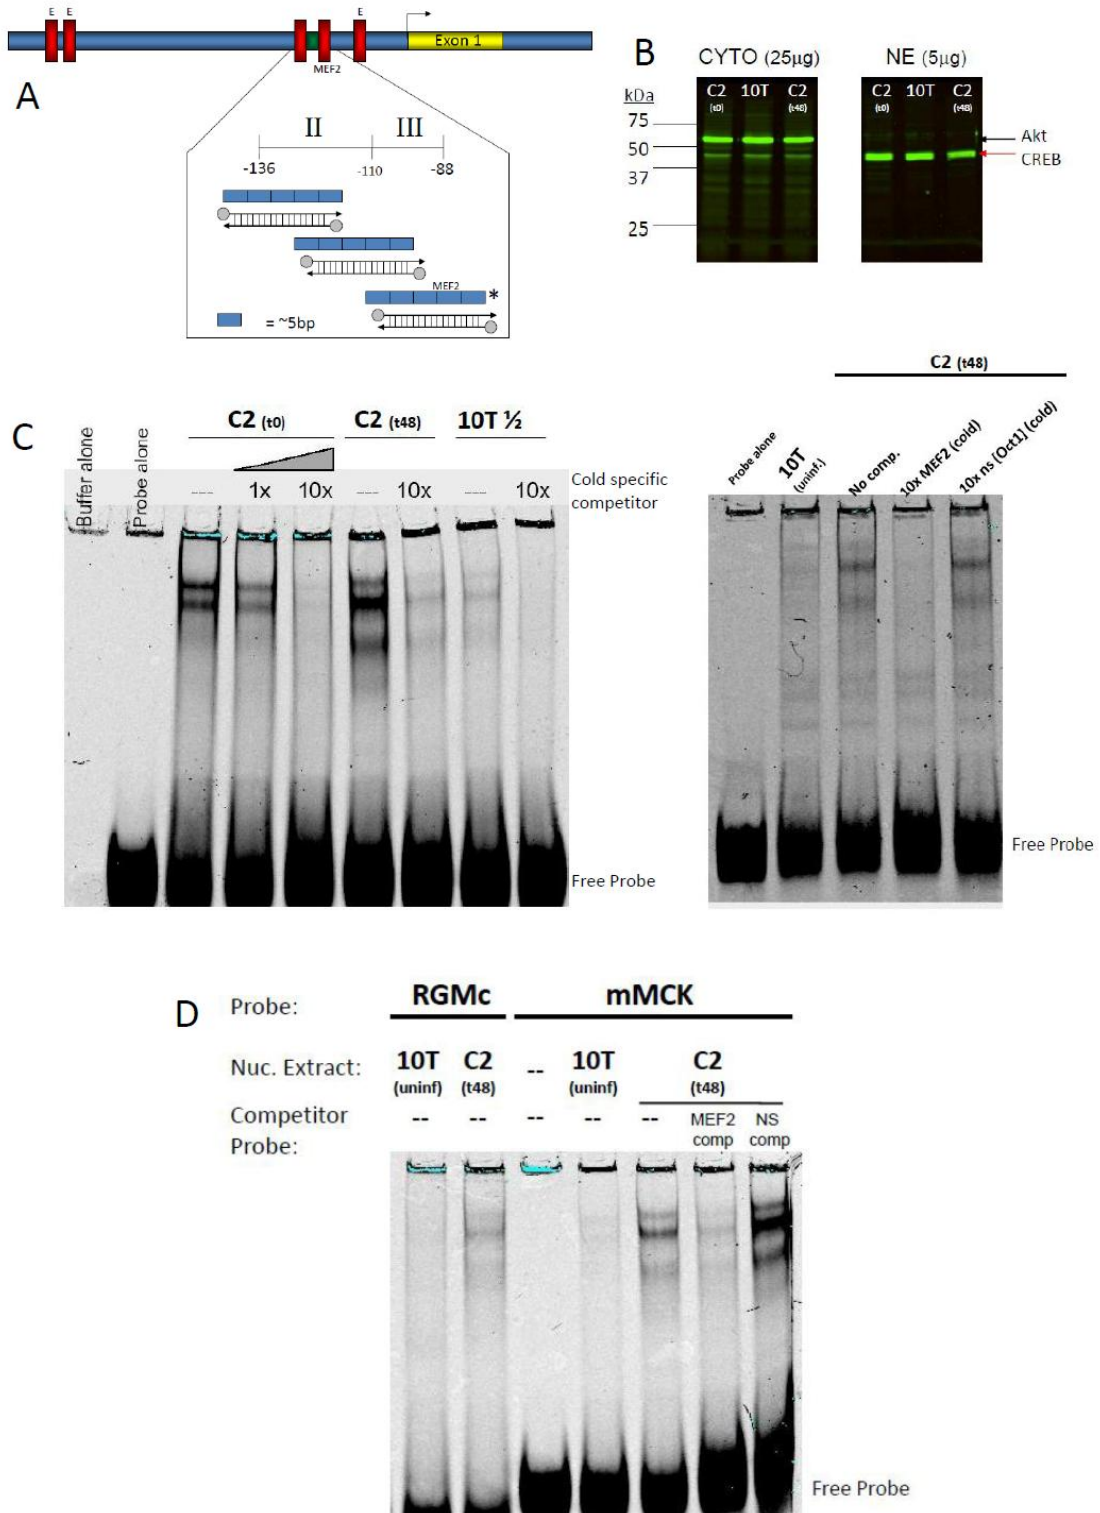 E E E
Exon 1
MEF2
A
II III
-136 -110 -88
MEF2
*
= ~5bp
B
CYTO (25µg) NE (5µg)
kDa
C2 10T C2 C2 10T C2
(t0) (t48) (t0) (t48)
75
50
37
25
Akt
CREB
C
Buffer alone
Probe alone
C2 (t0) C2 (t48) 10T ½
--- 1x 10x --- 10x --- 10x
Cold specific
competitor
Free Probe
C2 (t48)
Probe alone
10T
(uninf.)
No comp.
10x MEF2 (cold)
10x ns [Oct1] (cold)
Free Probe
D
Probe: RGMc mMCK
Nuc. Extract: 10T C2 -- 10T C2
(uninf) (t48) (uninf) (t48)
Competitor -- -- -- -- -- MEF2 NS
Probe: comp comp
Free Probe